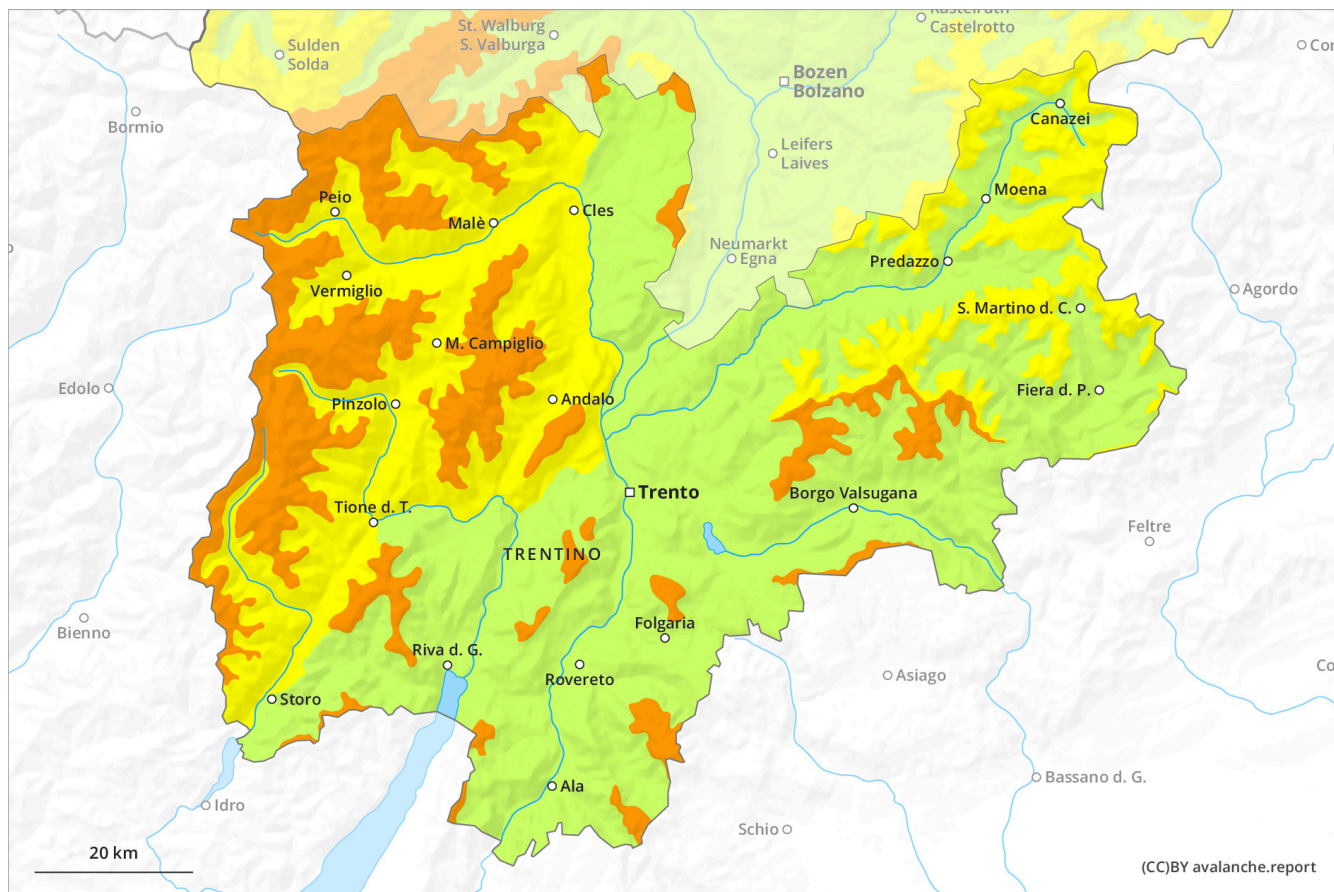 Kastelruth
Castelrotto
St. Walburg
S. Valburga
Sulden
Solda
Bozen
Bolzano
Bormio
Canazei
Leifers
Laives
Peio
Moena
Malè
Cles
Neumarkt
Egna
Predazzo
Vermiglio
Agordo
S. Martino d. C.
M. Campiglio
Edolo
Fiera d. P.
Pinzolo
Andalo
Trento
Borgo Valsugana
Tione d. T.
Feltre
TRENTINO
Bienno
Folgaria
Riva d. G.
Rovereto
Asiago
Co
Storo
Bassano d. G.
Ala
Idro
Schio
20 km
(CC)BY avalanche.report